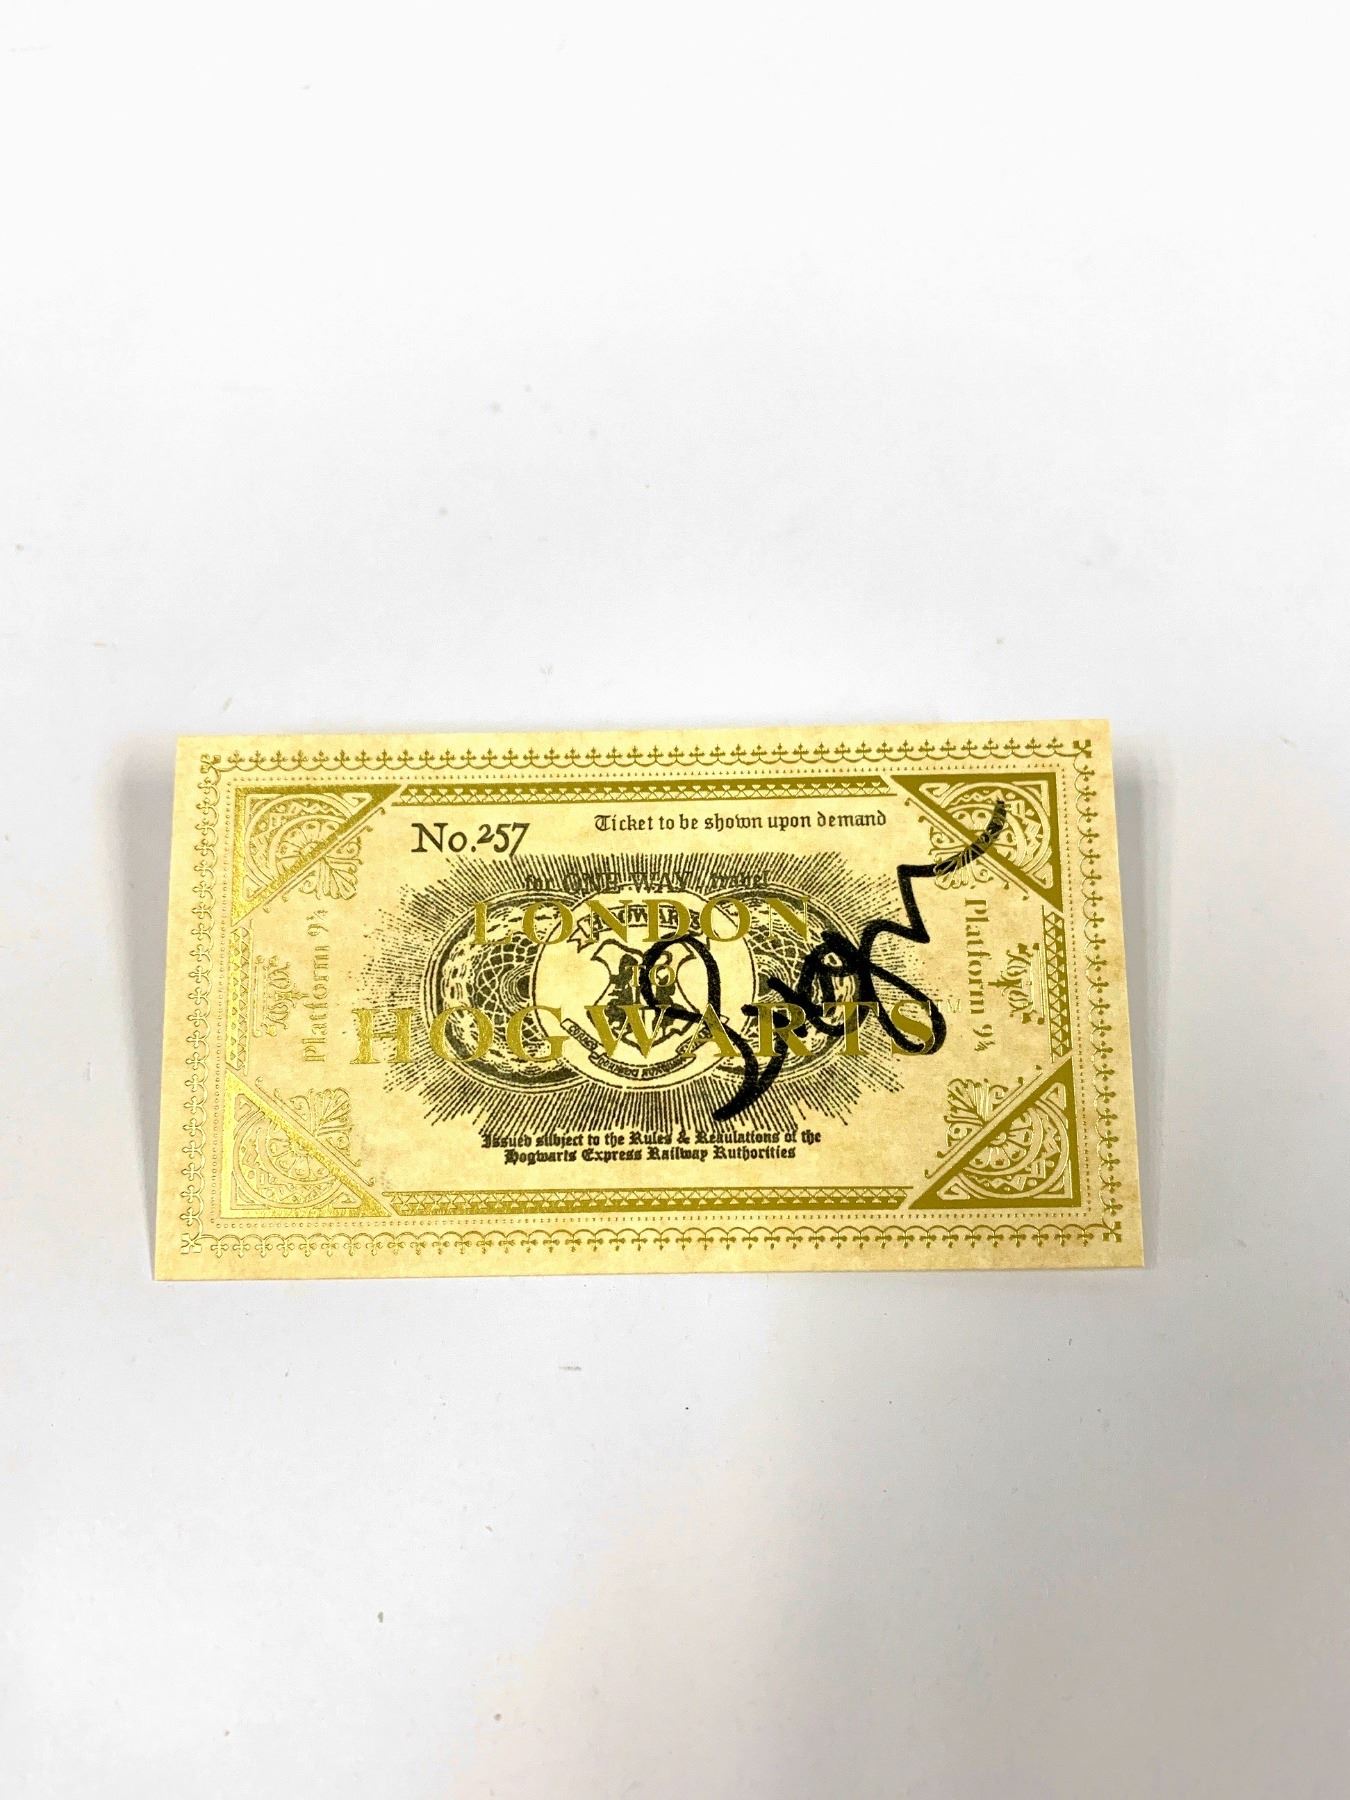 No.257
Ticket to be shown upon demand
for ONE WAY travel
LONDON
TO
HOGWARTS
HOGWARTS
Platform 9¾
Platform 9¾
Issued subject to the Rules & Regulations of the
Hogwarts Express Railway Authorities